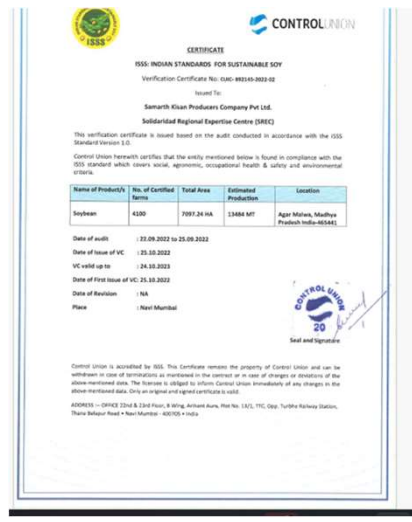 ISSS
CONTROLUNION
CERTIFICATE
ISSS: INDIAN STANDARDS FOR SUSTAINABLE SOY
Verification Certificate No: CUIC- 892145-2022-02
Issued To:
Samarth Kisan Producers Company Pvt Ltd.
Solidaridad Regional Expertise Centre (SREC)
This verification certificate is issued based on the audit conducted in accordance with the ISSS
Standard Version 1.0.
Control Union herewith certifies that the entity mentioned below is found in compliance with the
ISSS standard which covers social, agronomic, occupational health & safety and environmental
criteria.
Name of Product/s No. of Certified farms Total Area Estimated Production Location
Soybean 4100 7097.24 HA 13484 MT Agar Malwa, Madhya Pradesh India-465441
Date of audit : 22.09.2022 to 25.09.2022
Date of Issue of VC : 25.10.2022
VC valid up to : 24.10.2023
Date of First Issue of VC: 25.10.2022
Date of Revision : NA
Place : Navi Mumbai
CONTROL UNION
20
Seal and Signature
Control Union is accredited by ISSS. This Certificate remains the property of Control Union and can be
withdrawn in case of terminations as mentioned in the contract or in case of changes or deviations of the
above-mentioned data. The licensee is obliged to inform Control Union immediately of any changes in the
above-mentioned data. Only an original and signed certificate is valid.
ADDRESS — OFFICE 22nd & 23rd Floor, B Wing, Arihant Aura, Plot No. 13/1, TTC, Opp. Turbhe Railway Station,
Thane Belapur Road • Navi Mumbai - 400705 • India